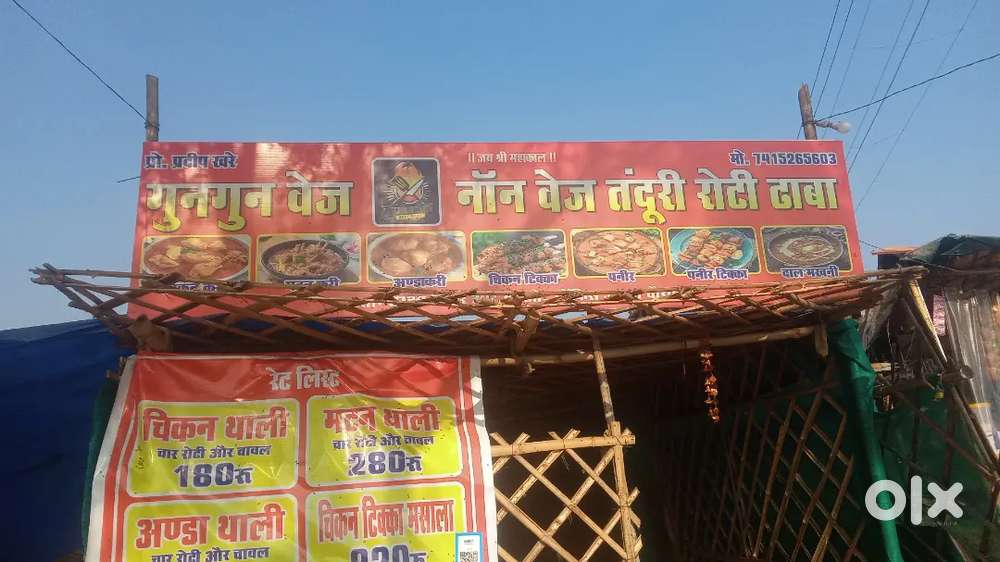 प्रो. प्रदीप खरे
|| जय श्री महाकाल ||
मो. 7415265603
गुनगुन वेज
नॉन वेज तंदूरी रोटी ढाबा
अण्डाकरी
चिकन टिक्का
पनीर
पनीर टिक्का
दाल मखनी
रेट लिस्ट
चिकन थाली
चार रोटी और चावल
180रू
मटन थाली
चार रोटी और चावल
280रू
अण्डा थाली
चार रोटी और चावल
चिकन टिक्का मसाला
olx
INDIA